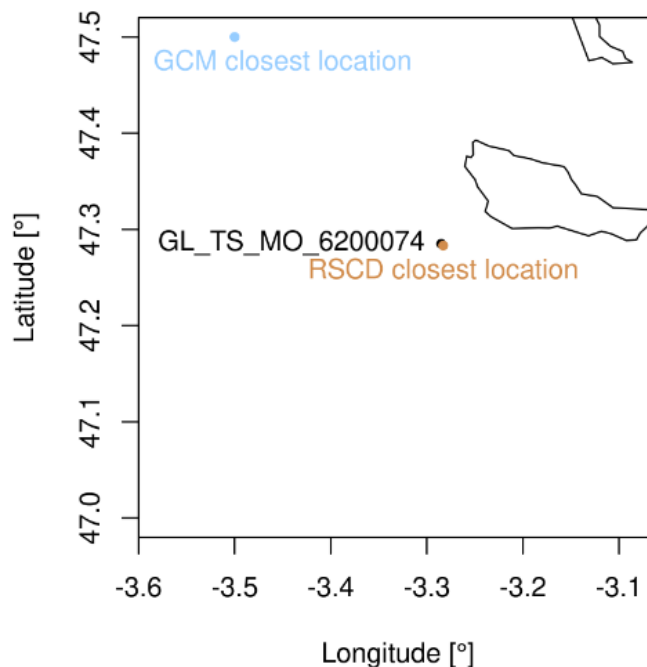 47.5
GCM closest location
47.4
47.3
GL_TS_MO_6200074
RSCD closest location
Latitude [°]
47.2
47.1
47.0
-3.6
-3.5
-3.4
-3.3
-3.2
-3.1
Longitude [°]